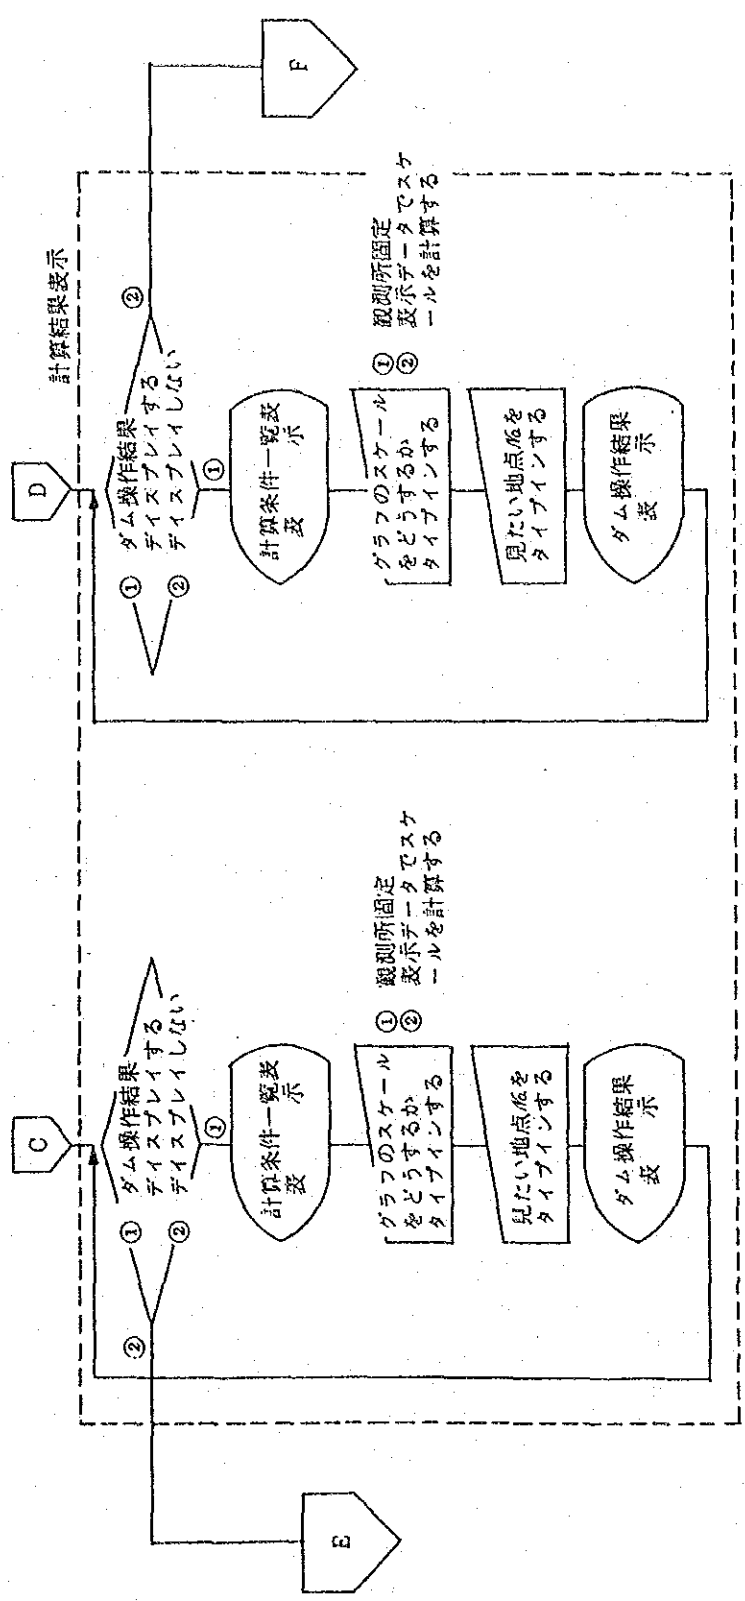 計算結果表示
C
① ダム操作結果
ディスプレイする
② ディスプレイしない
②
①
計算条件一覧表
表 示
グラフのスケール
をどうするか
タイプインする
① 観測所固定
② 表示データでスケ
ールを計算する
見たい地点№を
タイプインする
ダム操作結果
表 示
E
D
① ダム操作結果
ディスプレイする
② ディスプレイしない
②
①
計算条件一覧表
表 示
グラフのスケール
をどうするか
タイプインする
① 観測所固定
② 表示データでスケ
ールを計算する
見たい地点№を
タイプインする
ダム操作結果
表 示
F